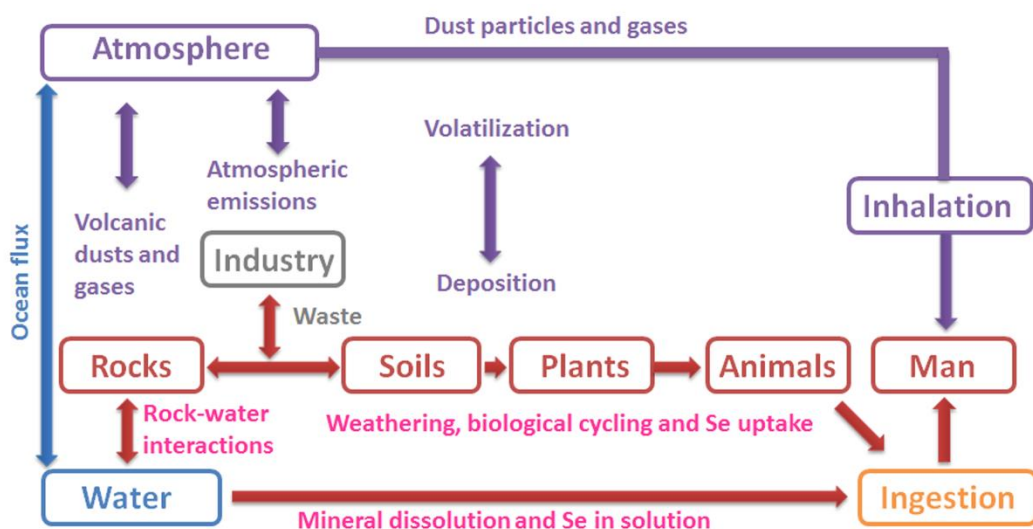 Dust particles and gases
Atmosphere
Volatilization
Atmospheric
emissions
Inhalation
Volcanic
dusts and
gases
Industry
Deposition
Ocean flux
Waste
Rocks
Soils
Plants
Animals
Man
Rock-water
interactions
Weathering, biological cycling and Se uptake
Water
Ingestion
Mineral dissolution and Se in solution